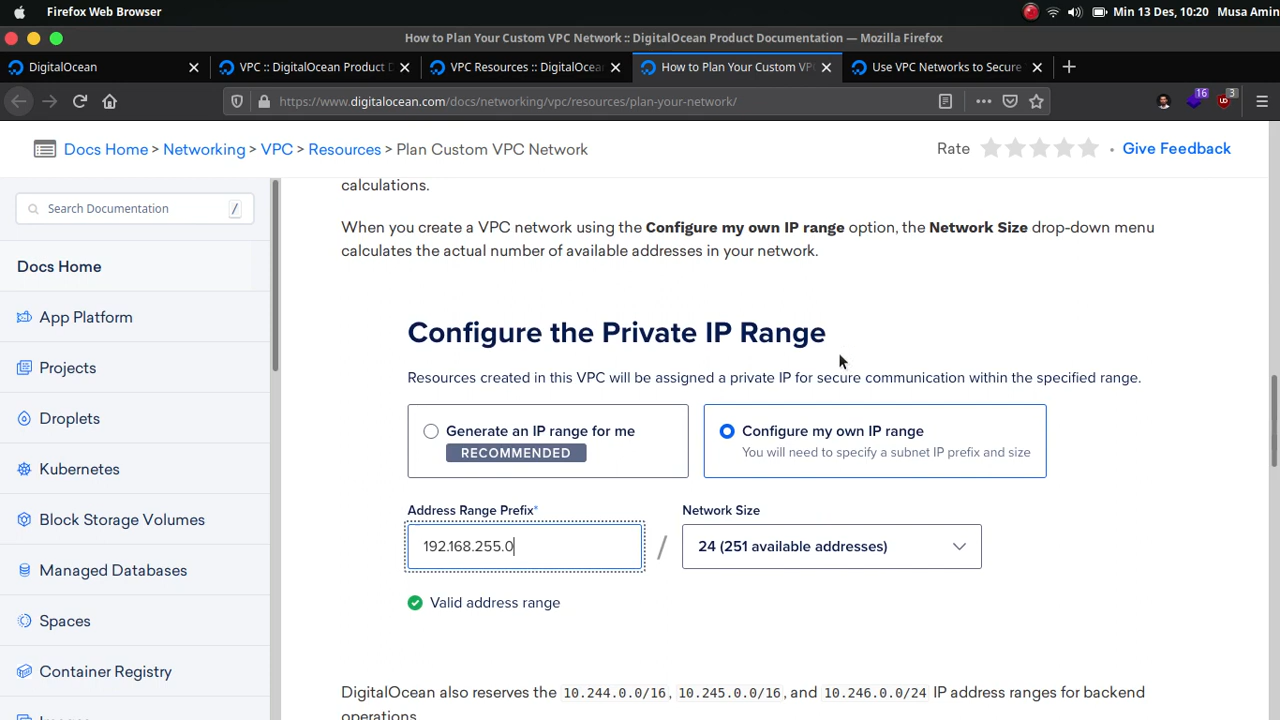 Firefox Web Browser
Min 13 Des, 10:20 Musa Amin
How to Plan Your Custom VPC Network :: DigitalOcean Product Documentation — Mozilla Firefox
DigitalOcean
VPC :: DigitalOcean Product D
VPC Resources :: DigitalOcean
How to Plan Your Custom VPC
Use VPC Networks to Secure
https://www.digitalocean.com/docs/networking/vpc/resources/plan-your-network/
16
3
Docs Home > Networking > VPC > Resources > Plan Custom VPC Network
Rate
Give Feedback
Search Documentation /
Docs Home
App Platform
Projects
Droplets
Kubernetes
Block Storage Volumes
Managed Databases
Spaces
Container Registry
calculations.
When you create a VPC network using the Configure my own IP range option, the Network Size drop-down menu
calculates the actual number of available addresses in your network.
Configure the Private IP Range
Resources created in this VPC will be assigned a private IP for secure communication within the specified range.
Generate an IP range for me
RECOMMENDED
Configure my own IP range
You will need to specify a subnet IP prefix and size
Address Range Prefix*
Network Size
192.168.255.0
/
24 (251 available addresses)
Valid address range
DigitalOcean also reserves the 10.244.0.0/16, 10.245.0.0/16, and 10.246.0.0/24 IP address ranges for backend
operations.